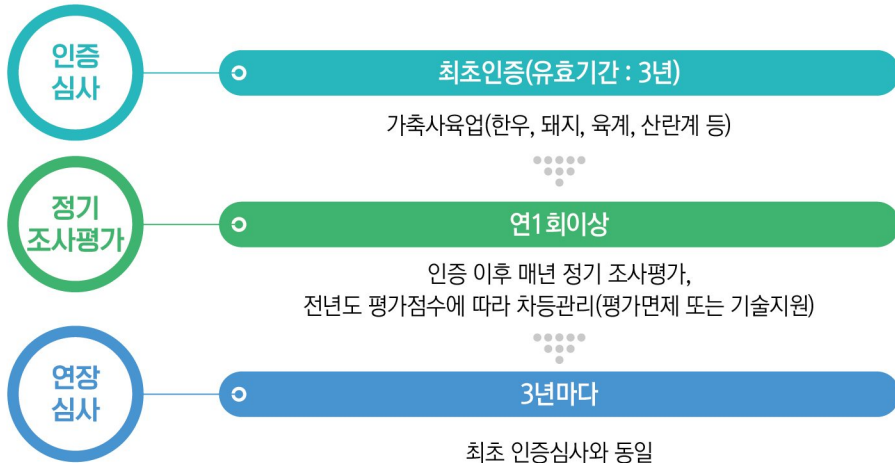 인증
심사
최초인증(유효기간 : 3년)
가축사육업(한우, 돼지, 육계, 산란계 등)
정기
조사평가
연1회이상
인증 이후 매년 정기 조사평가,
전년도 평가점수에 따라 차등관리(평가면제 또는 기술지원)
연장
심사
3년마다
최초 인증심사와 동일